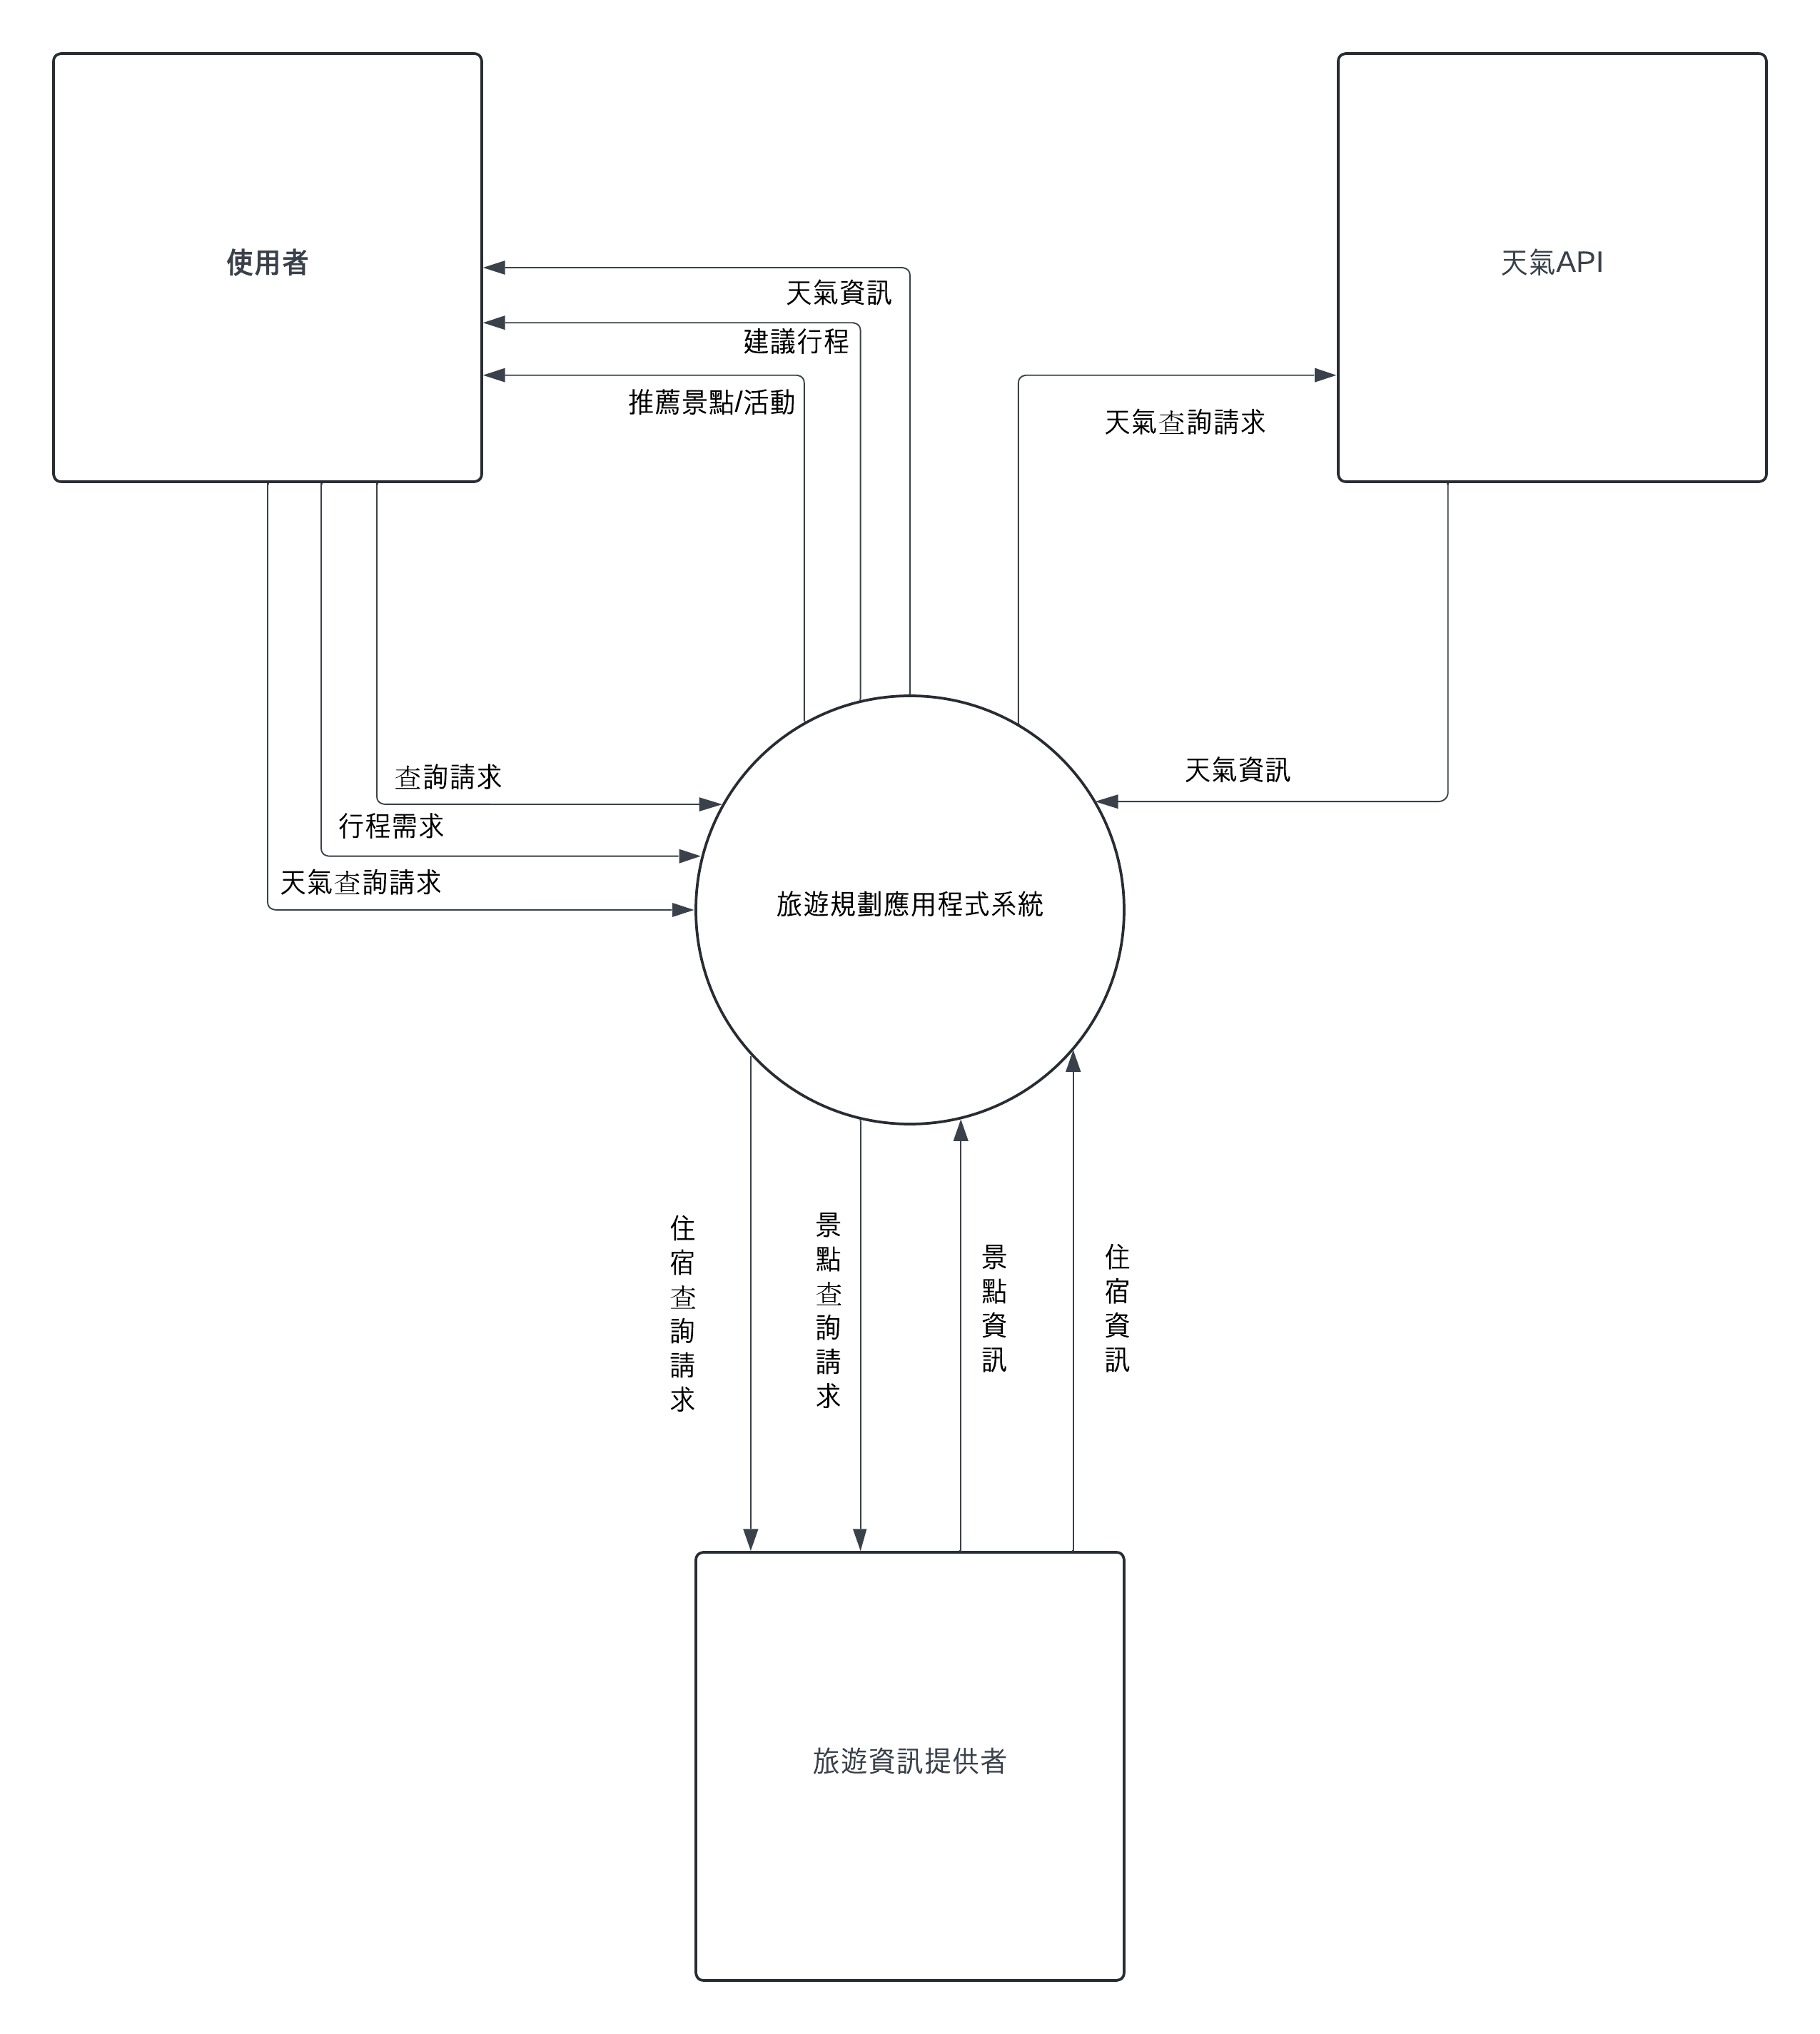 使用者
天氣API
天氣資訊
建議行程
推薦景點/活動
天氣查詢請求
查詢請求
行程需求
天氣查詢請求
天氣資訊
旅遊規劃應用程式系統
住宿查詢請求
景點查詢請求
景點資訊
住宿資訊
旅遊資訊提供者